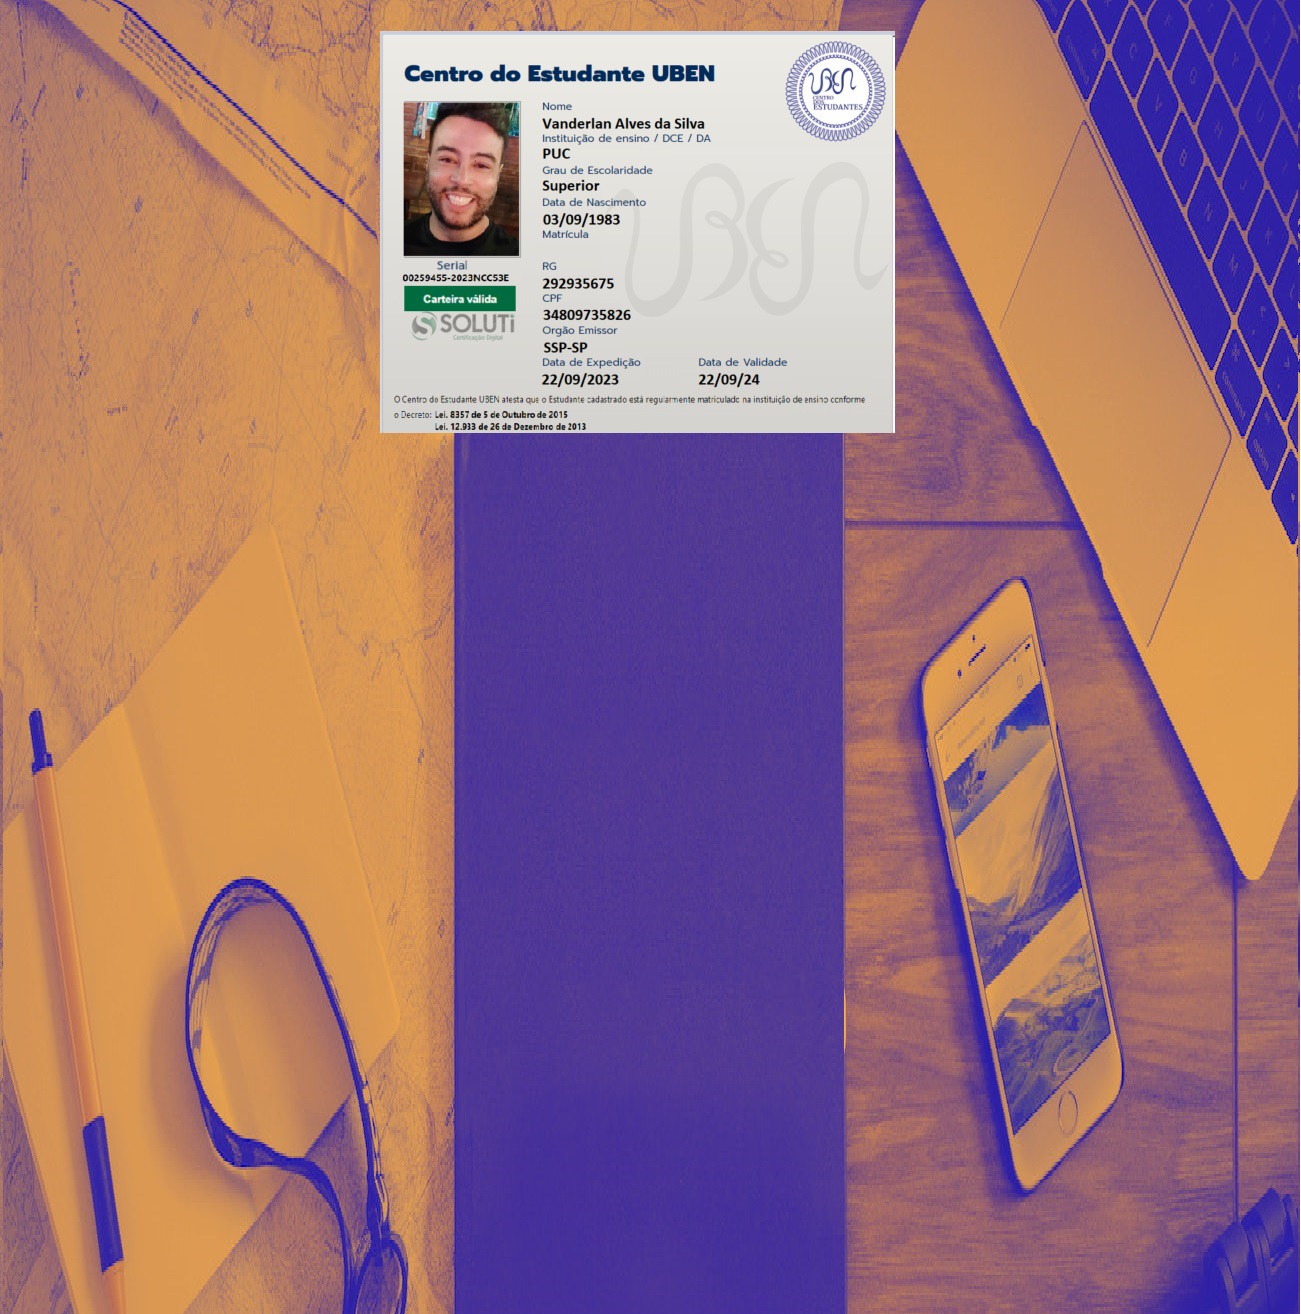 Centro do Estudante UBEN
UBEN
CENTRO
DOS
ESTUDANTES
Nome
Vanderlan Alves da Silva
Instituição de ensino / DCE / DA
PUC
Grau de Escolaridade
Superior
Data de Nascimento
03/09/1983
Matrícula
Serial
00259455-2023NCC53E
Carteira válida
SOLUTi
Certificação Digital
RG
292935675
CPF
34809735826
Orgão Emissor
SSP-SP
Data de Expedição Data de Validade
22/09/2023 22/09/24
UBEN
O Centro do Estudante UBEN atesta que o Estudante cadastrado está regularmente matriculado na instituição de ensino conforme
o Decreto: Lei. 8357 de 5 de Outubro de 2015
Lei. 12.933 de 26 de Dezembro de 2013